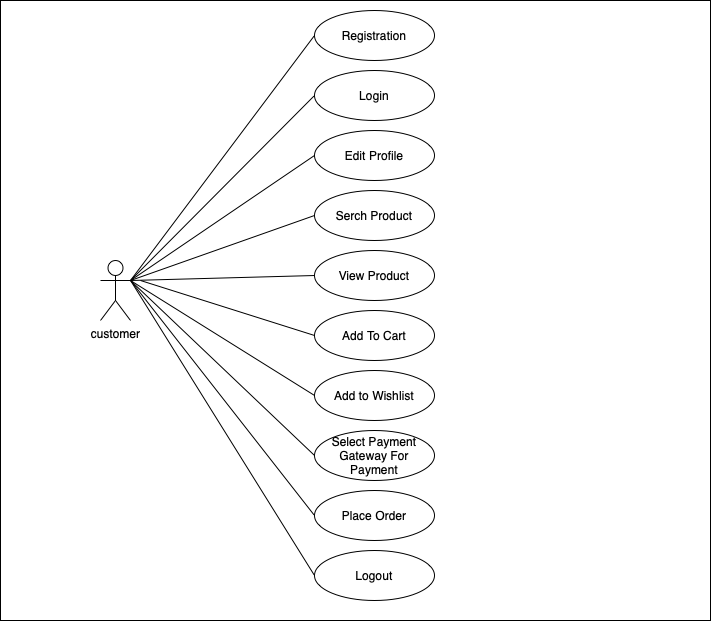 Registration
Login
Edit Profile
Serch Product
View Product
customer
Add To Cart
Add to Wishlist
Select Payment
Gateway For
Payment
Place Order
Logout